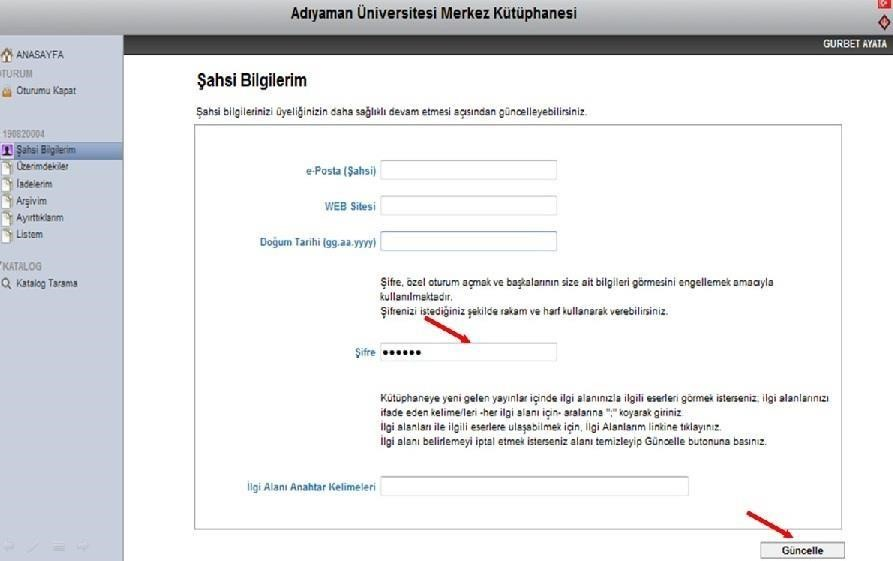 Adıyaman Üniversitesi Merkez Kütüphanesi
GURBET AYATA
ANASAYFA
OTURUM
Oturumu Kapat
190820004
Şahsi Bilgilerim
Üzerimdekiler
İadelerim
Arşivim
Ayırttıklarım
Listem
KATALOG
Katalog Tarama
Şahsi Bilgilerim
Şahsi bilgilerinizi üyeliğinizin daha sağlıklı devam etmesi açısından güncelleyebilirsiniz.
e-Posta (Şahsi)
WEB Sitesi
Doğum Tarihi (gg.aa.yyyy)
Şifre, özel oturum açmak ve başkalarının size ait bilgileri görmesini engellemek amacıyla
kullanılmaktadır.
Şifrenizi istediğiniz şekilde rakam ve harf kullanarak verebilirsiniz.
Şifre ●●●●●●
Kütüphaneye yeni gelen yayınlar içinde ilgi alanınızla ilgili eserleri görmek isterseniz; ilgi alanlarınızı
ifade eden kelime/leri -her ilgi alanı için- aralarına ";" koyarak giriniz.
İlgi alanları ile ilgili eserlere ulaşabilmek için, İlgi Alanlarım linkine tıklayınız.
İlgi alanı belirlemeyi iptal etmek isterseniz alanı temizleyip Güncelle butonuna basınız.
İlgi Alanı Anahtar Kelimeleri
Güncelle